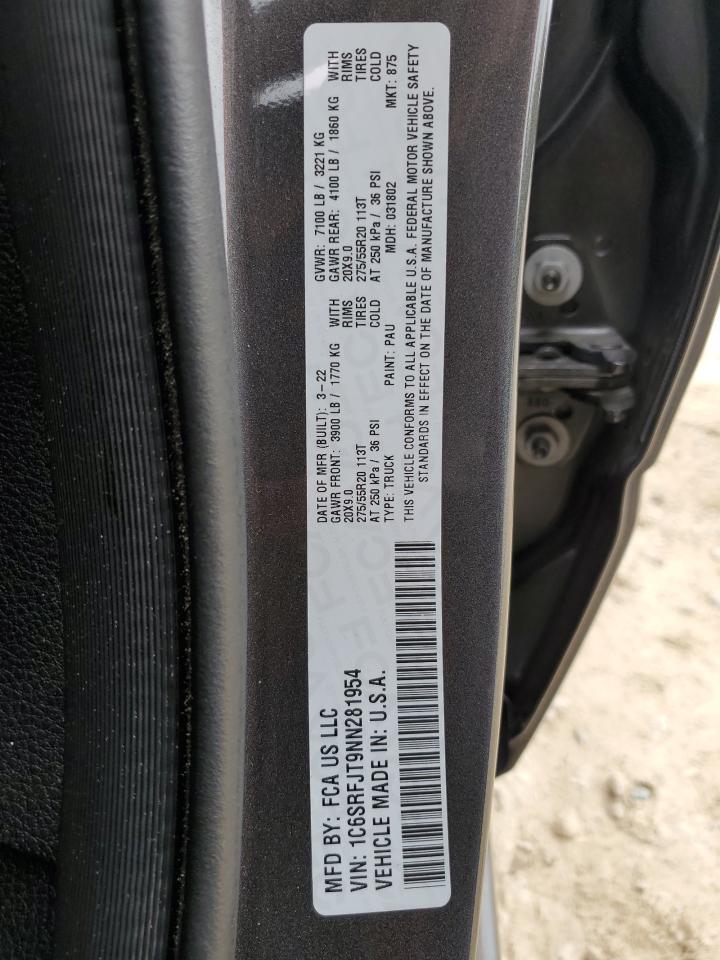 MFD BY: FCA US LLC
VIN: 1C6SRFJT9NN281954
VEHICLE MADE IN: U.S.A.
DATE OF MFR (BUILT): 3-22
GAWR FRONT: 3900 LB / 1770 KG WITH
20X9.0 RIMS
275/55R20 113T TIRES
AT 250 kPa / 36 PSI COLD
TYPE: TRUCK PAINT: PAU
GVWR: 7100 LB / 3221 KG
GAWR REAR: 4100 LB / 1860 KG WITH
20X9.0 RIMS
275/55R20 113T TIRES
AT 250 kPa / 36 PSI COLD
MDH: 031802 MKT: 875
THIS VEHICLE CONFORMS TO ALL APPLICABLE U.S.A. FEDERAL MOTOR VEHICLE SAFETY
STANDARDS IN EFFECT ON THE DATE OF MANUFACTURE SHOWN ABOVE.